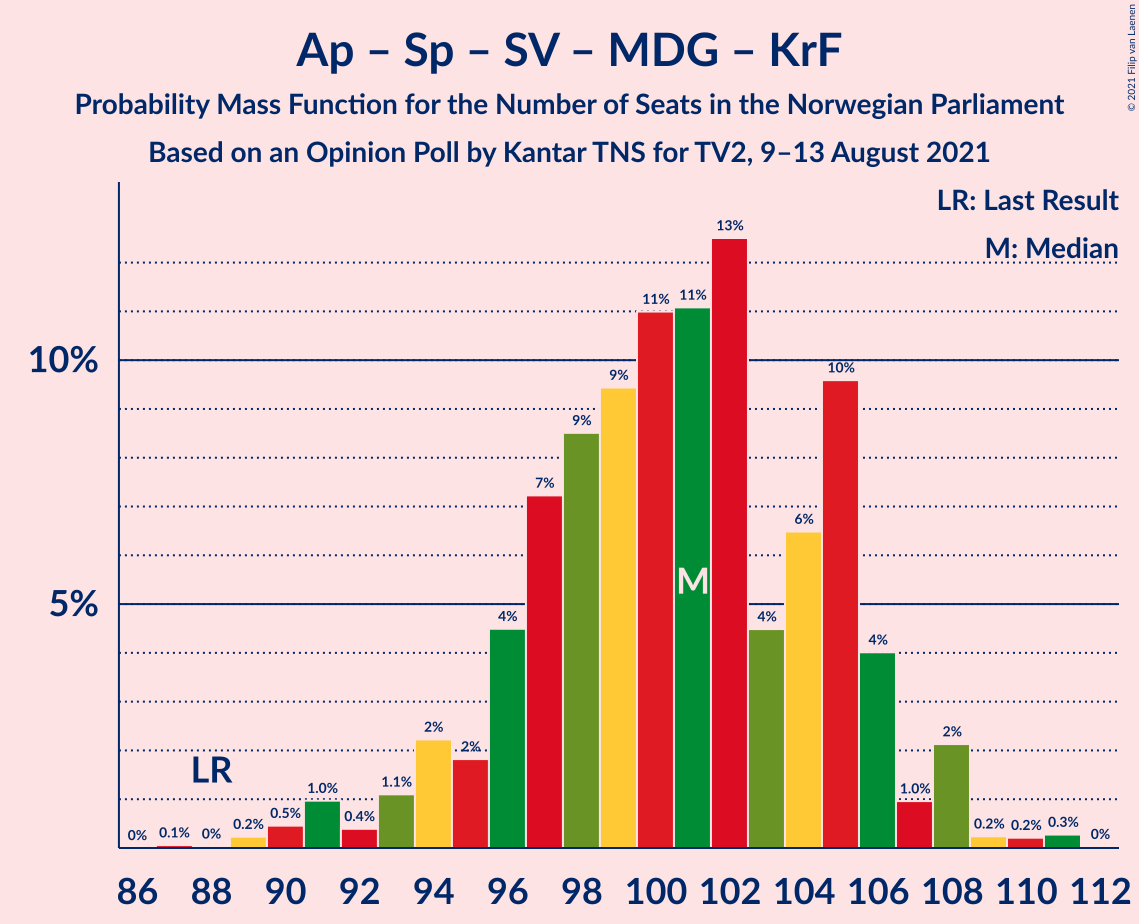 Ap – Sp – SV – MDG – KrF
Probability Mass Function for the Number of Seats in the Norwegian Parliament
Based on an Opinion Poll by Kantar TNS for TV2, 9–13 August 2021
© 2021 Filip van Laenen
LR: Last Result
M: Median
10%
5%
LR
M
0% 0.1% 0% 0.2% 0.5% 1.0% 0.4% 1.1% 2% 2% 4% 7% 9% 9% 11% 11% 13% 4% 6% 10% 4% 1.0% 2% 0.2% 0.2% 0.3% 0%
86 88 90 92 94 96 98 100 102 104 106 108 110 112